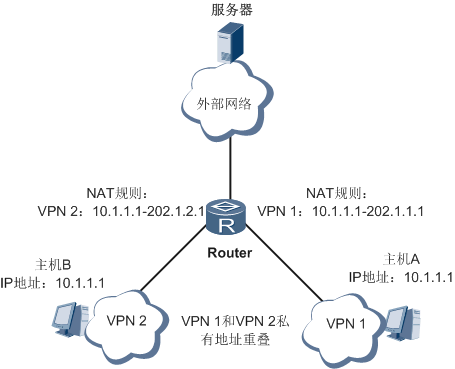 服务器
外部网络
NAT规则：
VPN 2：10.1.1.1-202.1.2.1
NAT规则：
VPN 1：10.1.1.1-202.1.1.1
R
Router
主机B
IP地址：10.1.1.1
主机A
IP地址：10.1.1.1
VPN 2
VPN 1和VPN 2私
有地址重叠
VPN 1